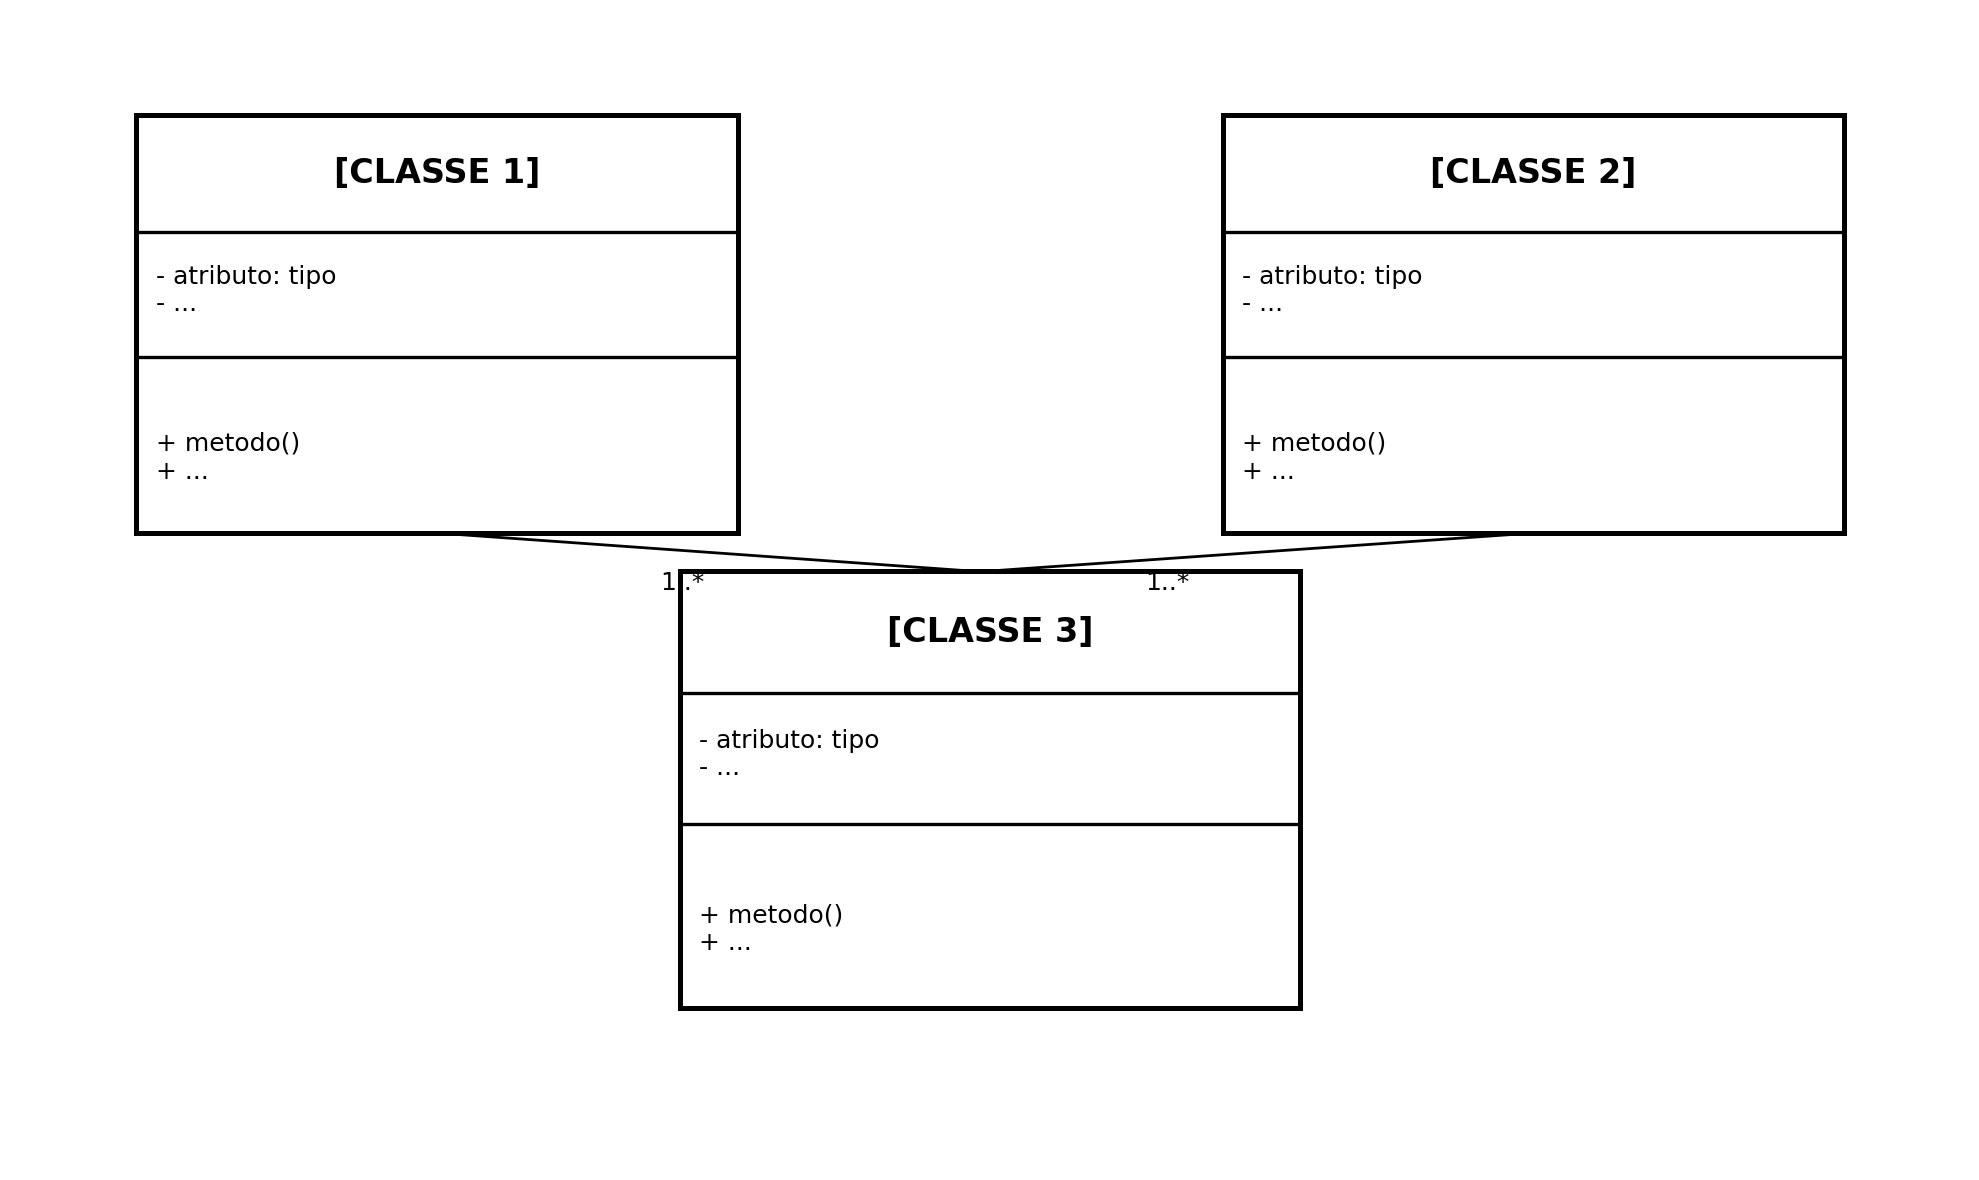 [CLASSE 1]
- atributo: tipo
- ...
+ metodo()
+ ...
[CLASSE 2]
- atributo: tipo
- ...
+ metodo()
+ ...
1..*
1..*
[CLASSE 3]
- atributo: tipo
- ...
+ metodo()
+ ...